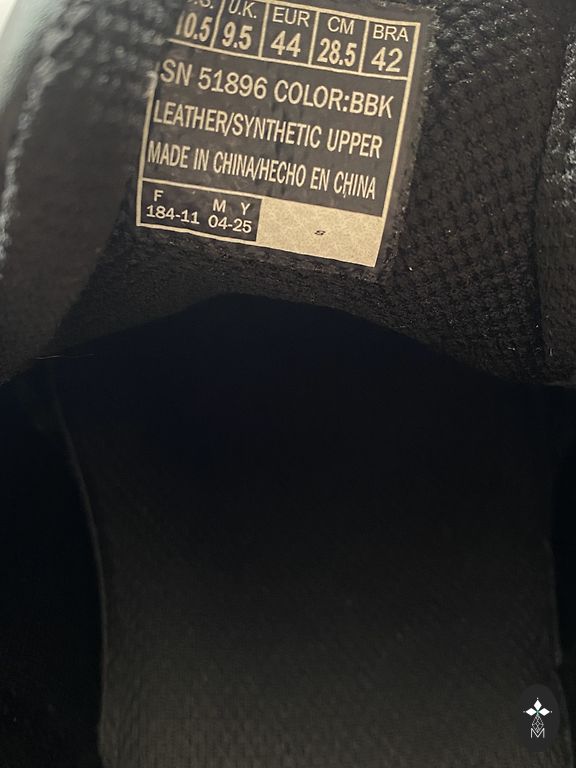 U.K. EUR CM BRA
10.5 9.5 44 28.5 42
SN 51896 COLOR:BBK
LEATHER/SYNTHETIC UPPER
MADE IN CHINA/HECHO EN CHINA
F M Y
184-11 04-25